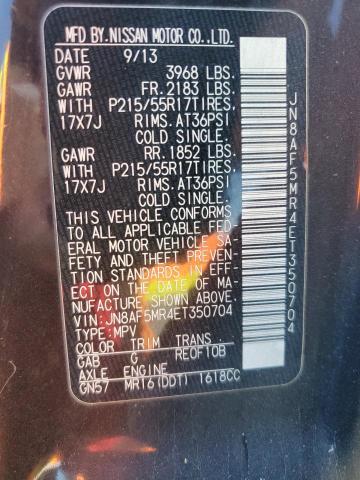 MFD.BY NISSAN MOTOR CO.,LTD.
DATE 9/13
GVWR 3968 LBS.
GAWR FR.2183 LBS.
WITH P215/55R17TIRES.
17X7J RIMS.AT36PSI
COLD SINGLE.
GAWR RR.1852 LBS.
WITH P215/55R17TIRES.
17X7J RIMS.AT36PSI
COLD SINGLE.
THIS VEHICLE CONFORMS
TO ALL APPLICABLE FED-
ERAL MOTOR VEHICLE SA-
FETY AND THEFT PREVEN-
TION STANDARDS IN EFF-
ECT ON THE DATE OF MA-
NUFACTURE SHOWN ABOVE.
VIN:JN8AF5MR4ET350704
TYPE:MPV
COLOR TRIM TRANS.
GAB G RE0F10B
AXLE ENGINE
GN57 MR16(DDT) 1618CC
JN8AF5MR4ET350704